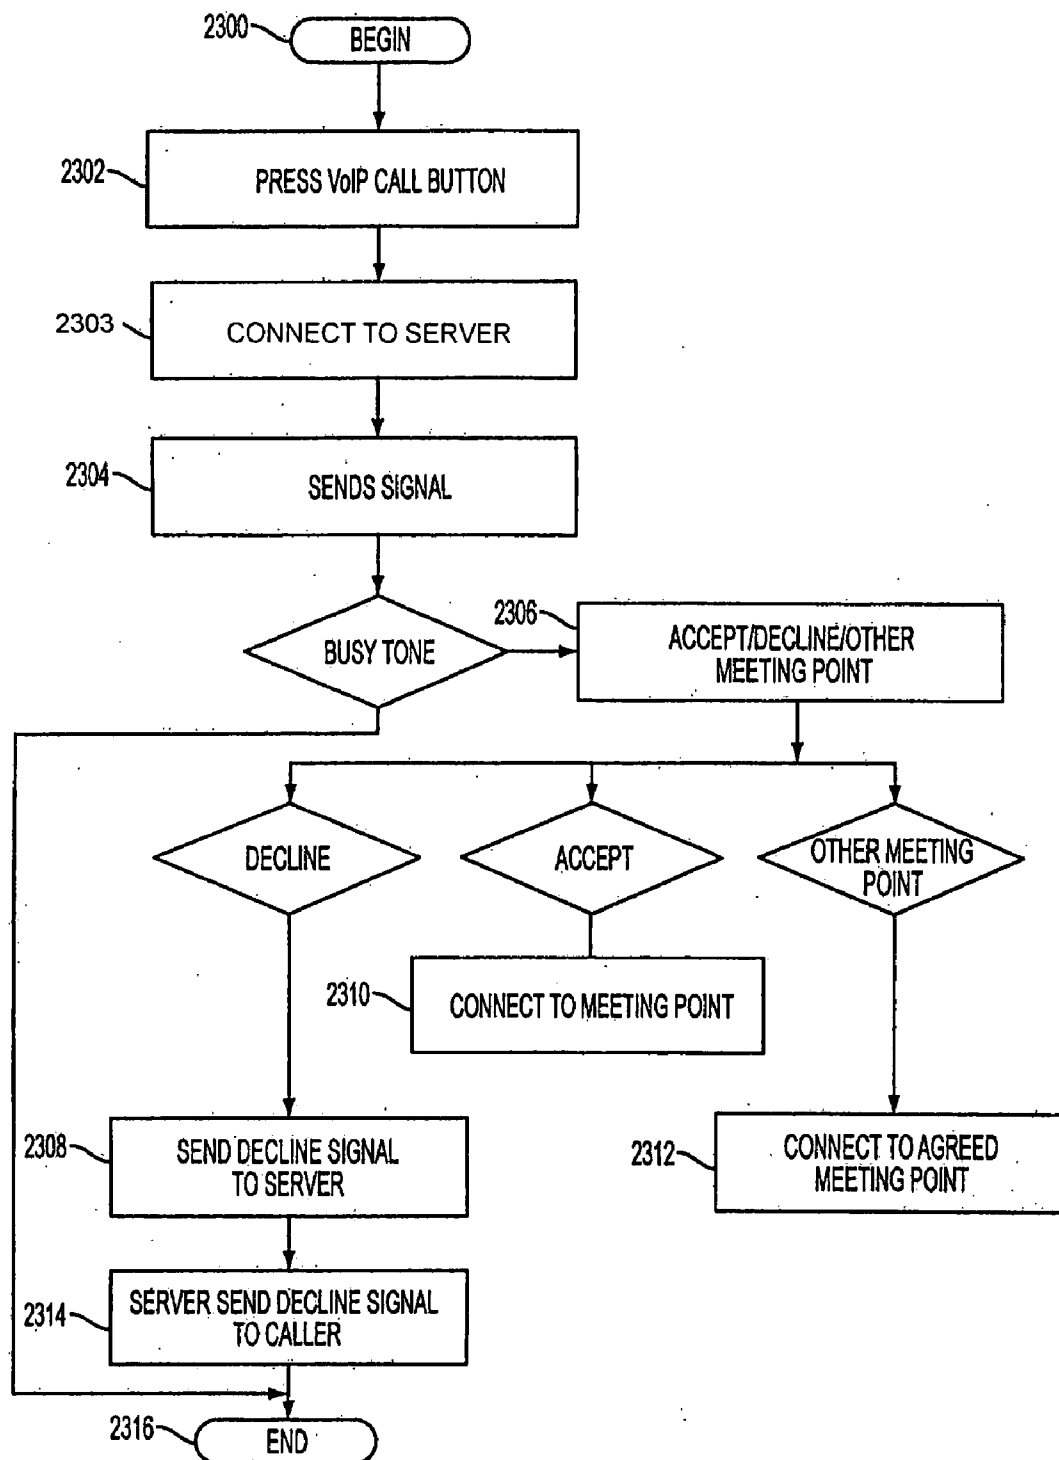 2300
BEGIN
2302
PRESS VoIP CALL BUTTON
2303
CONNECT TO SERVER
2304
SENDS SIGNAL
BUSY TONE
2306
ACCEPT/DECLINE/OTHER
MEETING POINT
DECLINE
ACCEPT
OTHER MEETING
POINT
2310
CONNECT TO MEETING POINT
2308
SEND DECLINE SIGNAL
TO SERVER
2312
CONNECT TO AGREED
MEETING POINT
2314
SERVER SEND DECLINE SIGNAL
TO CALLER
2316
END